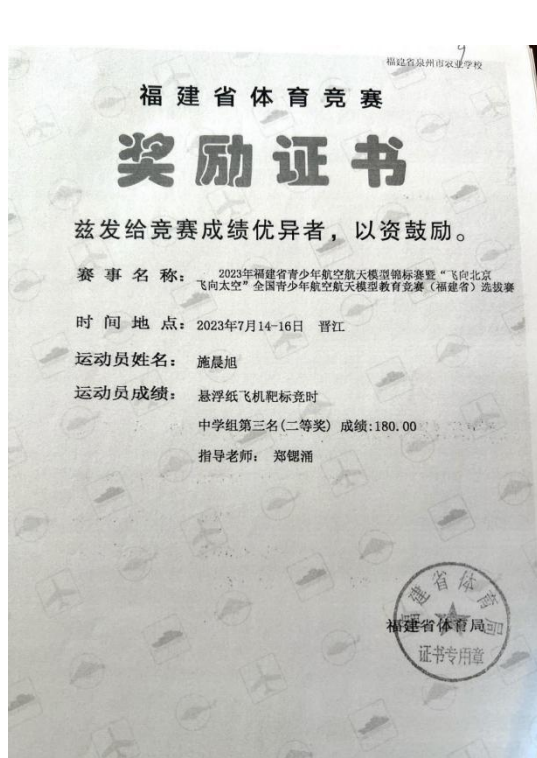 福建省泉州市农业学校
福建省体育竞赛
奖励证书
兹发给竞赛成绩优异者，以资鼓励。
赛事名称： 2023年福建省青少年航空航天模型锦标赛暨“飞向北京
飞向太空”全国青少年航空航天模型教育竞赛（福建省）选拔赛
时间地点： 2023年7月14-16日 晋江
运动员姓名： 施晨旭
运动员成绩： 悬浮纸飞机靶标竞时
中学组第三名(二等奖) 成绩:180.00
指导老师： 郑锶涌
福建省体育局
福建省体育局
证书专用章